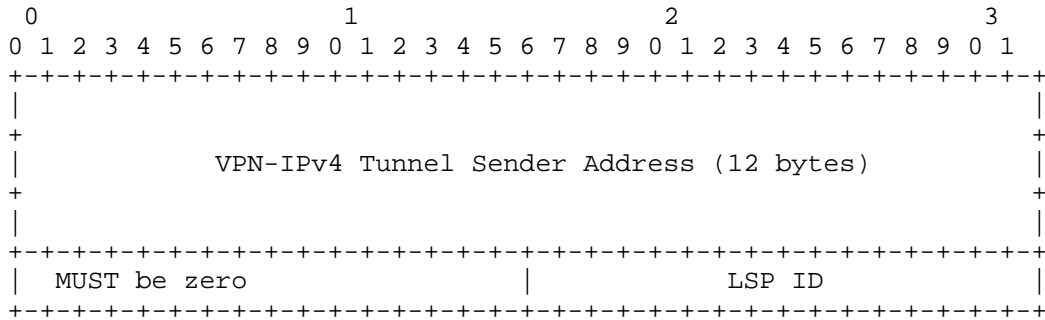 0                   1                   2                   3
0 1 2 3 4 5 6 7 8 9 0 1 2 3 4 5 6 7 8 9 0 1 2 3 4 5 6 7 8 9 0 1
+-+-+-+-+-+-+-+-+-+-+-+-+-+-+-+-+-+-+-+-+-+-+-+-+-+-+-+-+-+-+-+-+
|                                                               |
+                                                               +
|            VPN-IPv4 Tunnel Sender Address (12 bytes)          |
+                                                               +
|                                                               |
+-+-+-+-+-+-+-+-+-+-+-+-+-+-+-+-+-+-+-+-+-+-+-+-+-+-+-+-+-+-+-+-+
|  MUST be zero                 |            LSP ID             |
+-+-+-+-+-+-+-+-+-+-+-+-+-+-+-+-+-+-+-+-+-+-+-+-+-+-+-+-+-+-+-+-+